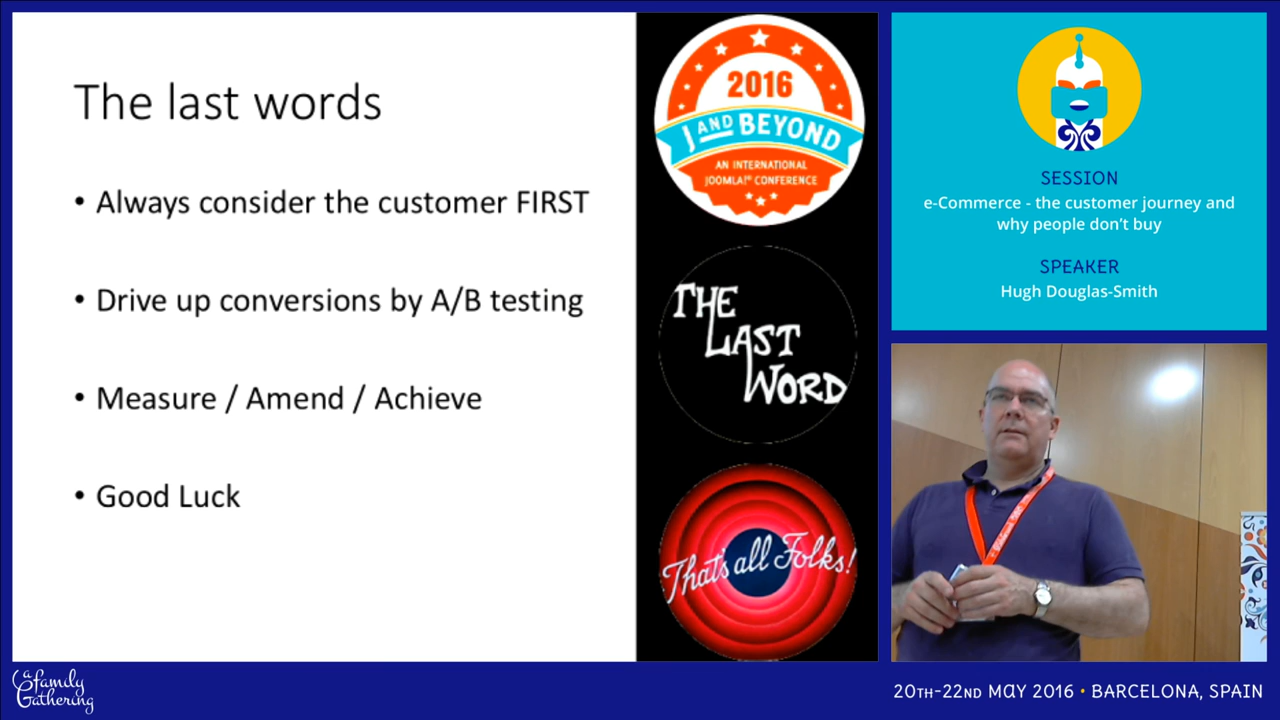 The last words
• Always consider the customer FIRST
• Drive up conversions by A/B testing
• Measure / Amend / Achieve
• Good Luck
2016
J AND BEYOND
AN INTERNATIONAL
JOOMLA!® CONFERENCE
THE
LAST
WORD
That's all Folks!
SESSION
e-Commerce - the customer journey and
why people don't buy
SPEAKER
Hugh Douglas-Smith
a family
Gathering
20TH-22ND MAY 2016 • BARCELONA, SPAIN